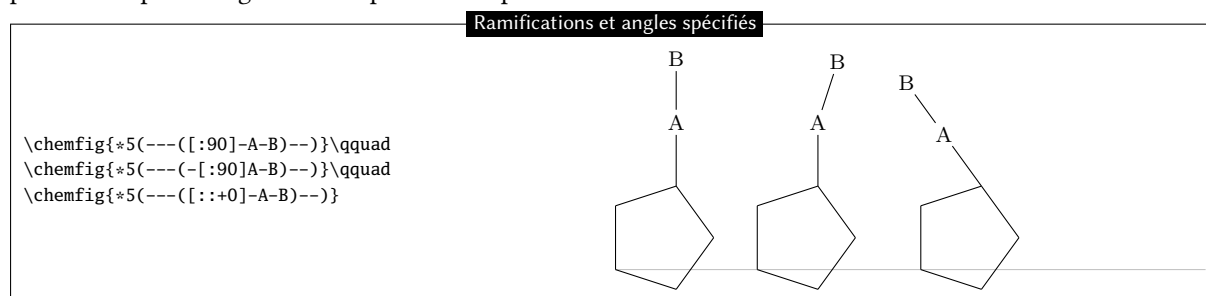 Ramifications et angles spécifiés
\chemfig{*5(---([:90]-A-B)--)}\qquad
\chemfig{*5(---(-[:90]A-B)--)}\qquad
\chemfig{*5(---([::+0]-A-B)--)}
B
A
B
A
B
A